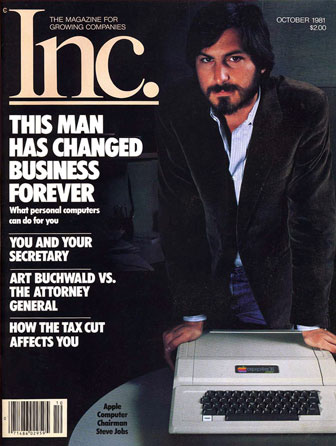 THE MAGAZINE FOR
GROWING COMPANIES
OCTOBER 1981
$2.00
Inc.
THIS MAN
HAS CHANGED
BUSINESS
FOREVER
What personal computers
can do for you
YOU AND YOUR
SECRETARY
ART BUCHWALD VS.
THE ATTORNEY
GENERAL
HOW THE TAX CUT
AFFECTS YOU
10
Apple
Computer
Chairman
Steve Jobs